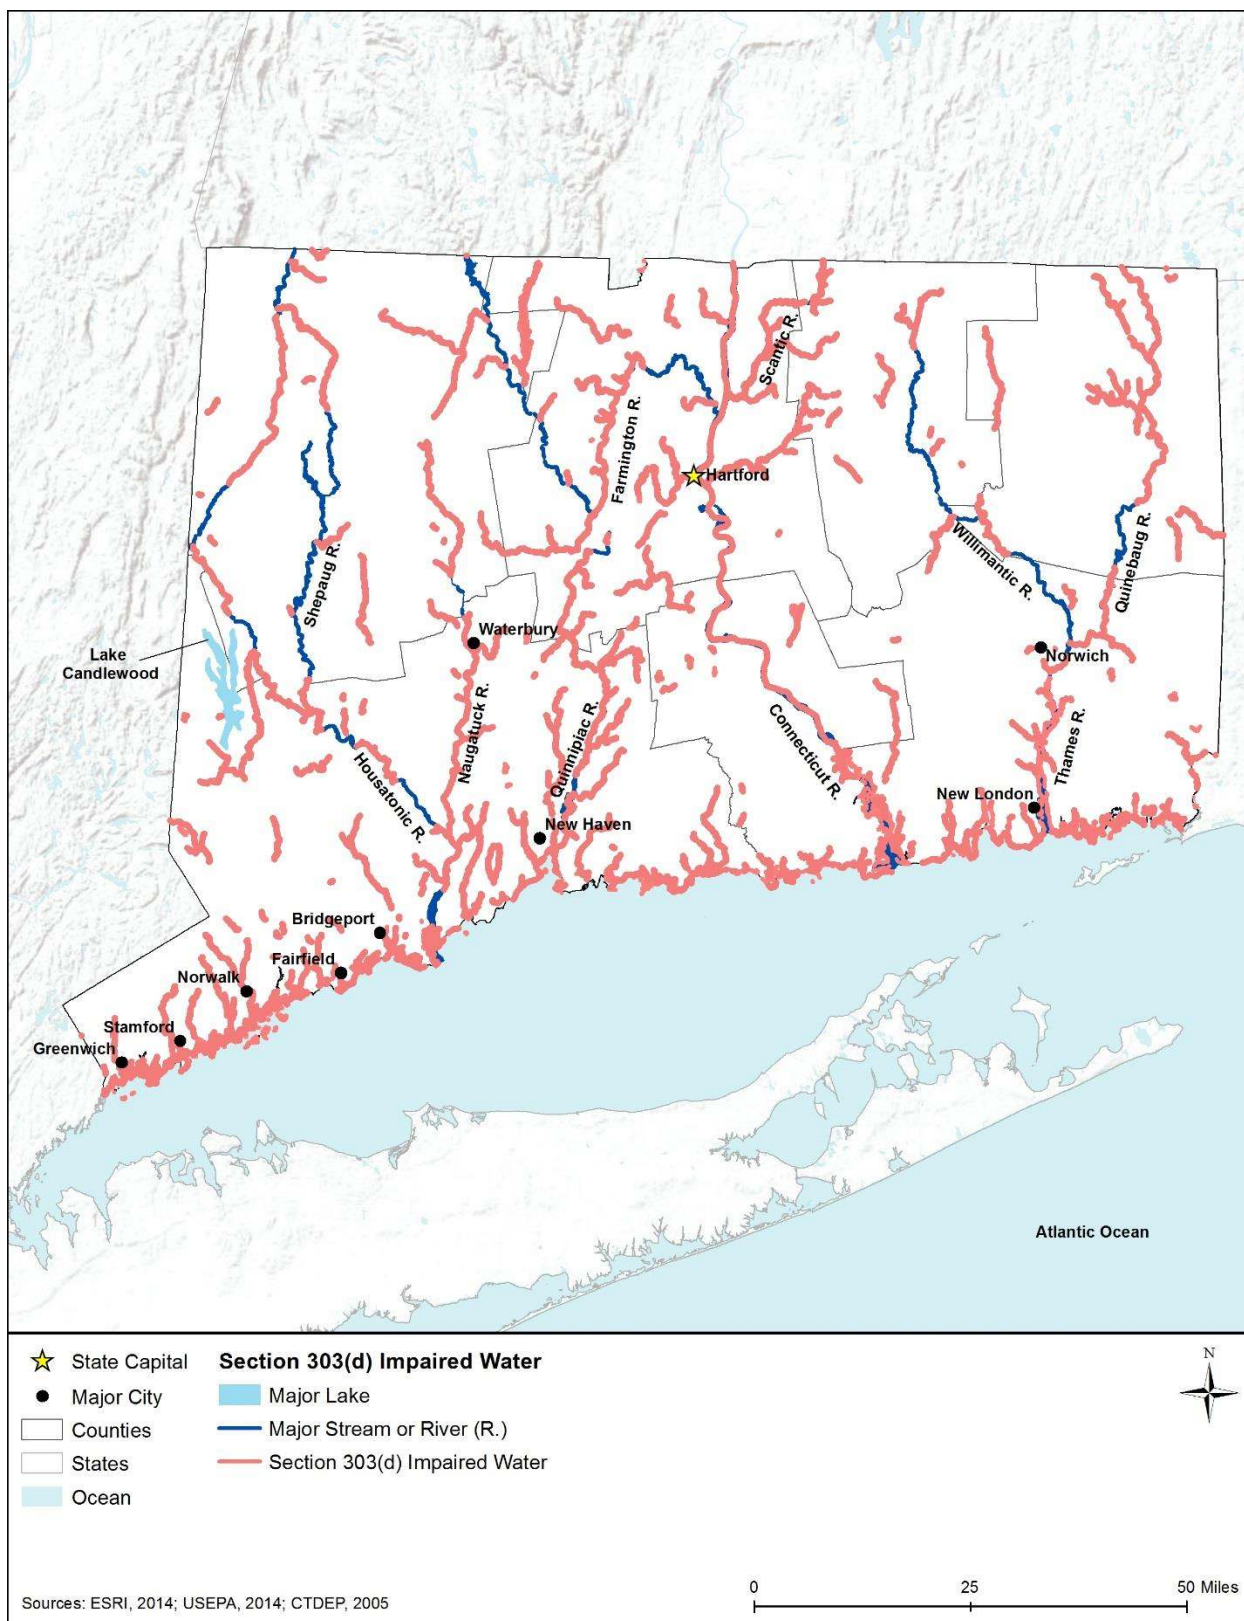 Scantic R.
Farmington R.
Hartford
Willimantic R.
Quinebaug R.
Shepaug R.
Lake
Candlewood
Waterbury
Norwich
Naugatuck R.
Quinnipiac R.
Connecticut R.
Thames R.
Housatonic R.
New London
New Haven
Bridgeport
Fairfield
Norwalk
Stamford
Greenwich
Atlantic Ocean
State Capital
Major City
Counties
States
Ocean
Section 303(d) Impaired Water
Major Lake
Major Stream or River (R.)
Section 303(d) Impaired Water
N
Sources: ESRI, 2014; USEPA, 2014; CTDEP, 2005
0 25 50 Miles